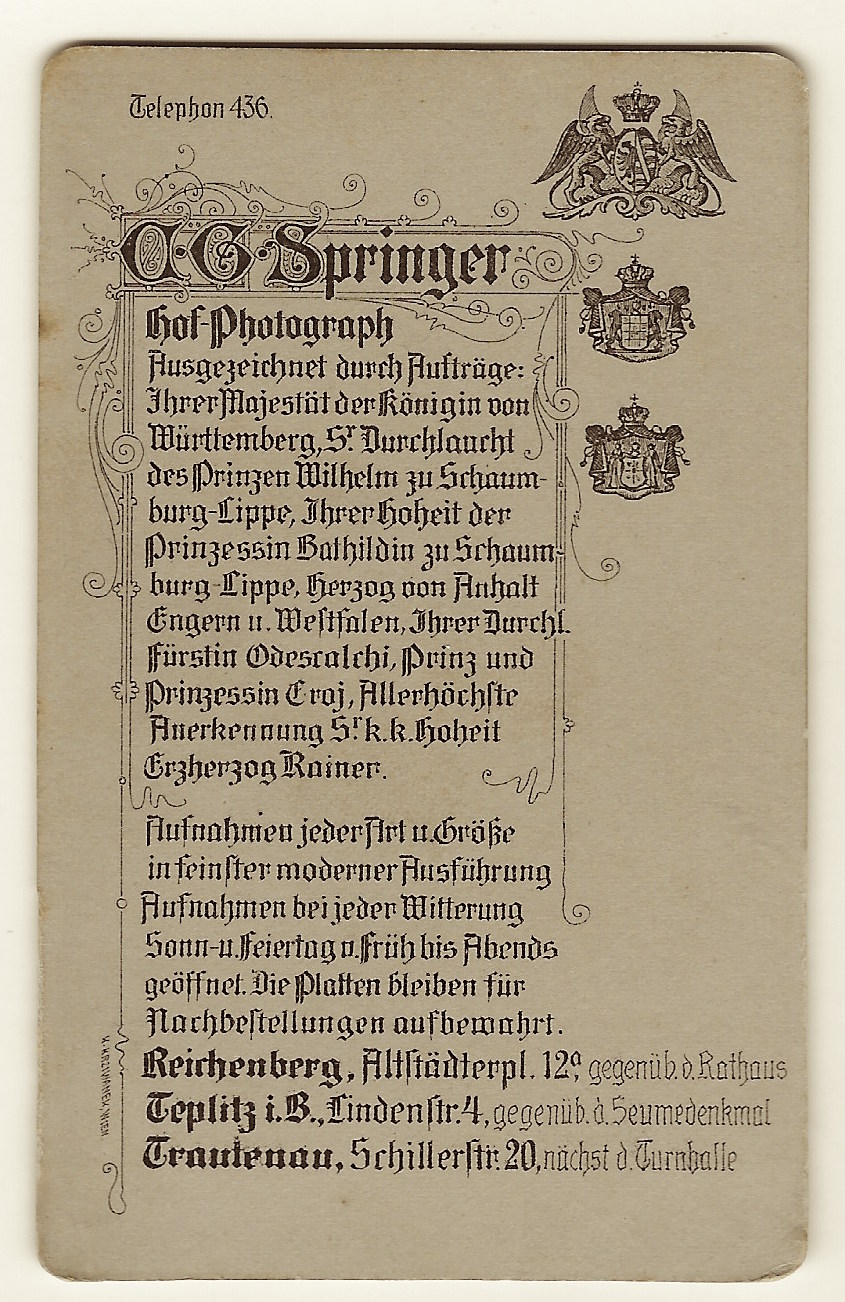 Telephon 436.
C. G. Springer
Hof-Photograph
Ausgezeichnet durch Aufträge:
Ihrer Majestät der Königin von
Württemberg, Sr. Durchlaucht
des Prinzen Wilhelm zu Schaum-
burg-Lippe, Ihrer Hoheit der
Prinzessin Bathildin zu Schaum-
burg-Lippe, Herzog von Anhalt
Engern u. Westfalen, Ihrer Durchl.
Fürstin Odescalchi, Prinz und
Prinzessin Croj, Allerhöchste
Anerkennung Sr. k. k. Hoheit
Erzherzog Rainer.
Aufnahmen jeder Art u. Größe
in feinster moderner Ausführung
Aufnahmen bei jeder Witterung
Sonn- u. Feiertag v. Früh bis Abends
geöffnet. Die Platten bleiben für
Nachbestellungen aufbewahrt.
Reichenberg, Altstädterpl. 12a, gegenüb. d. Rathaus
Teplitz i. B., Lindenstr. 4, gegenüb. d. Seumedenkmal
Trautenau, Schillerstr. 20, nächst d. Turnhalle
K. KRZIWANEK, WIEN